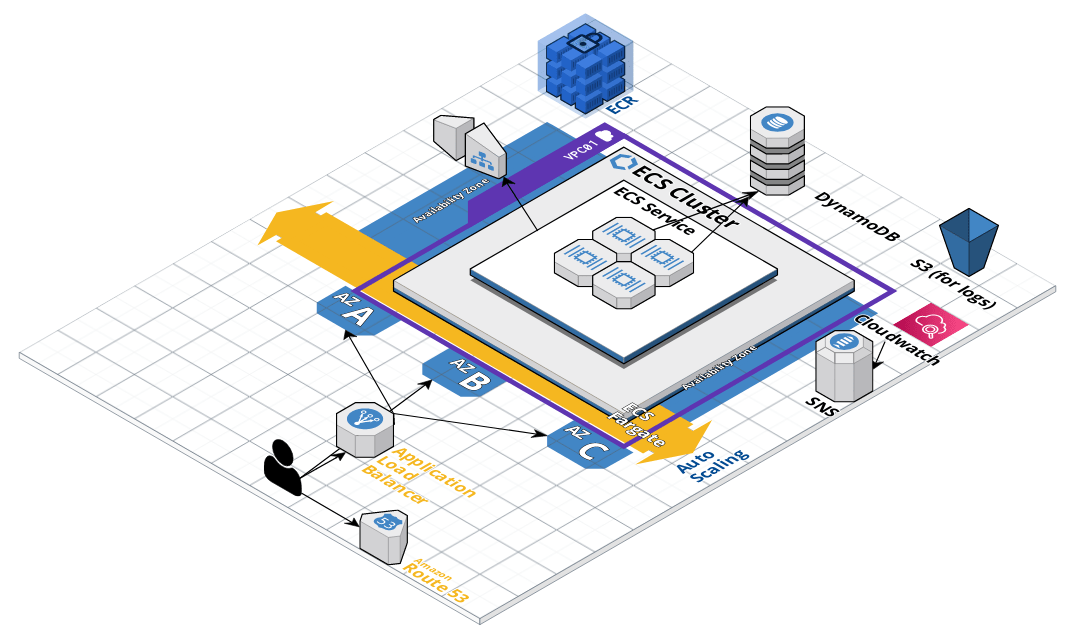 ECR
VPC01
Availability Zone
ECS Cluster
ECS Service
DynamoDB
S3 (for logs)
Cloudwatch
SNS
Availability Zone
AZ
A
AZ
B
AZ
C
ECS
Fargate
Auto
Scaling
Application
Load
Balancer
53
Amazon
Route 53